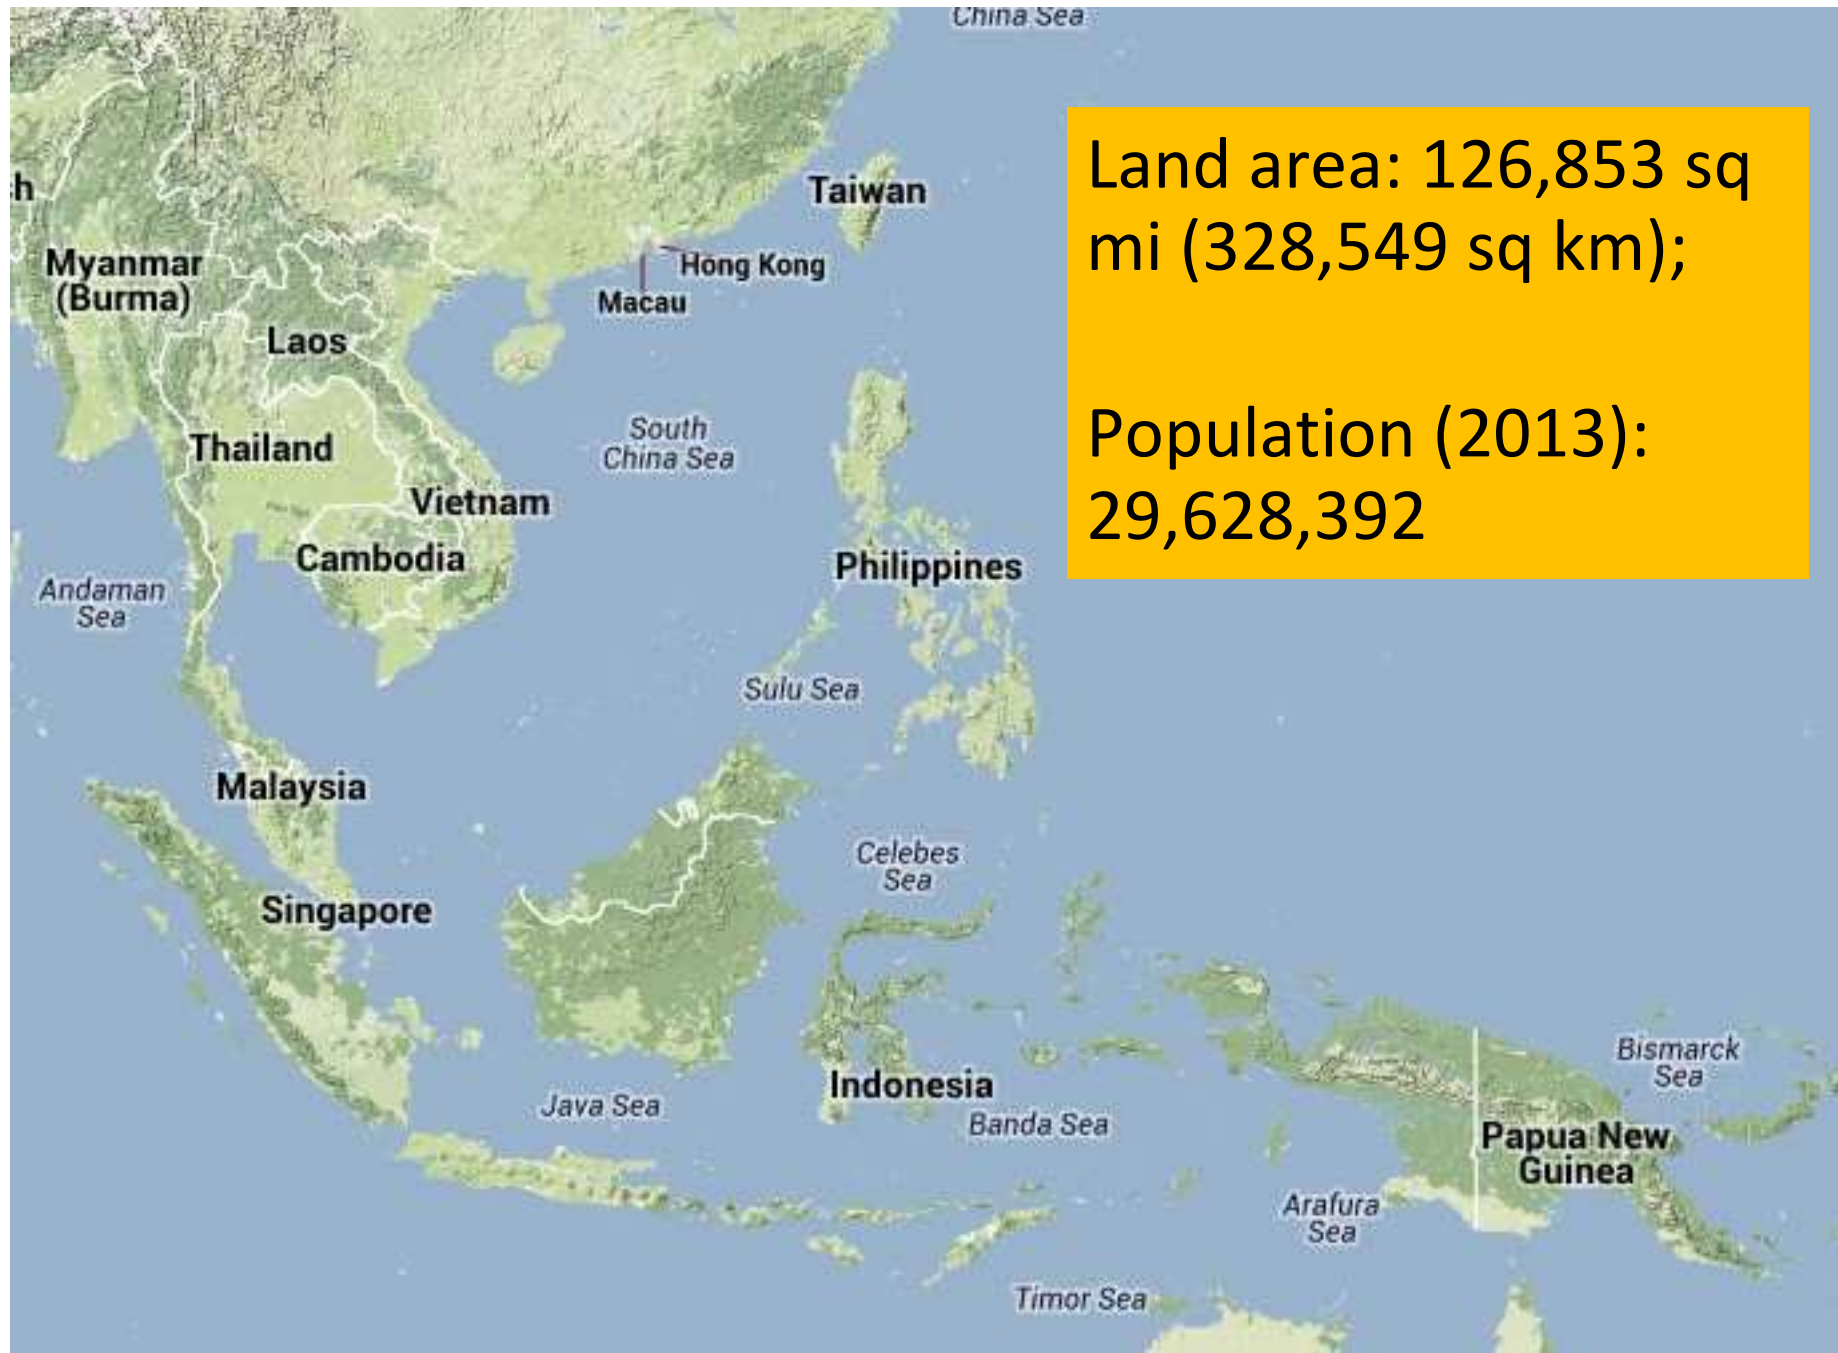 China Sea
Land area: 126,853 sq
mi (328,549 sq km);
Population (2013):
29,628,392
h
Taiwan
Myanmar
(Burma)
Hong Kong
Macau
Laos
South
China Sea
Thailand
Vietnam
Cambodia
Philippines
Andaman
Sea
Sulu Sea
Malaysia
Celebes
Sea
Singapore
Indonesia
Java Sea
Banda Sea
Bismarck
Sea
Papua New
Guinea
Arafura
Sea
Timor Sea